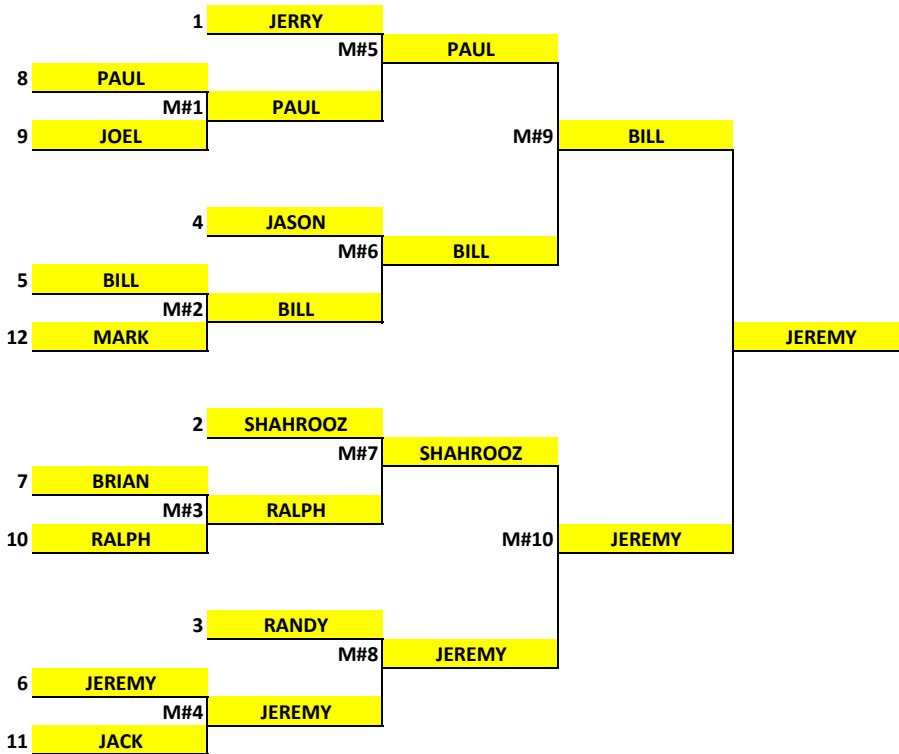 1 JERRY
M#5 PAUL
8 PAUL
M#1 PAUL
9 JOEL
M#9 BILL
4 JASON
M#6 BILL
5 BILL
M#2 BILL
12 MARK
JEREMY
2 SHAHROOZ
M#7 SHAHROOZ
7 BRIAN
M#3 RALPH
10 RALPH
M#10 JEREMY
3 RANDY
M#8 JEREMY
6 JEREMY
M#4 JEREMY
11 JACK